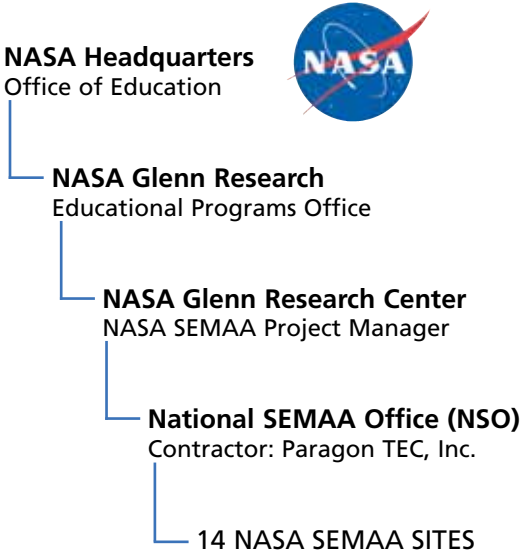 NASA Headquarters
Office of Education
NASA
NASA Glenn Research
Educational Programs Office
NASA Glenn Research Center
NASA SEMAA Project Manager
National SEMAA Office (NSO)
Contractor: Paragon TEC, Inc.
14 NASA SEMAA SITES